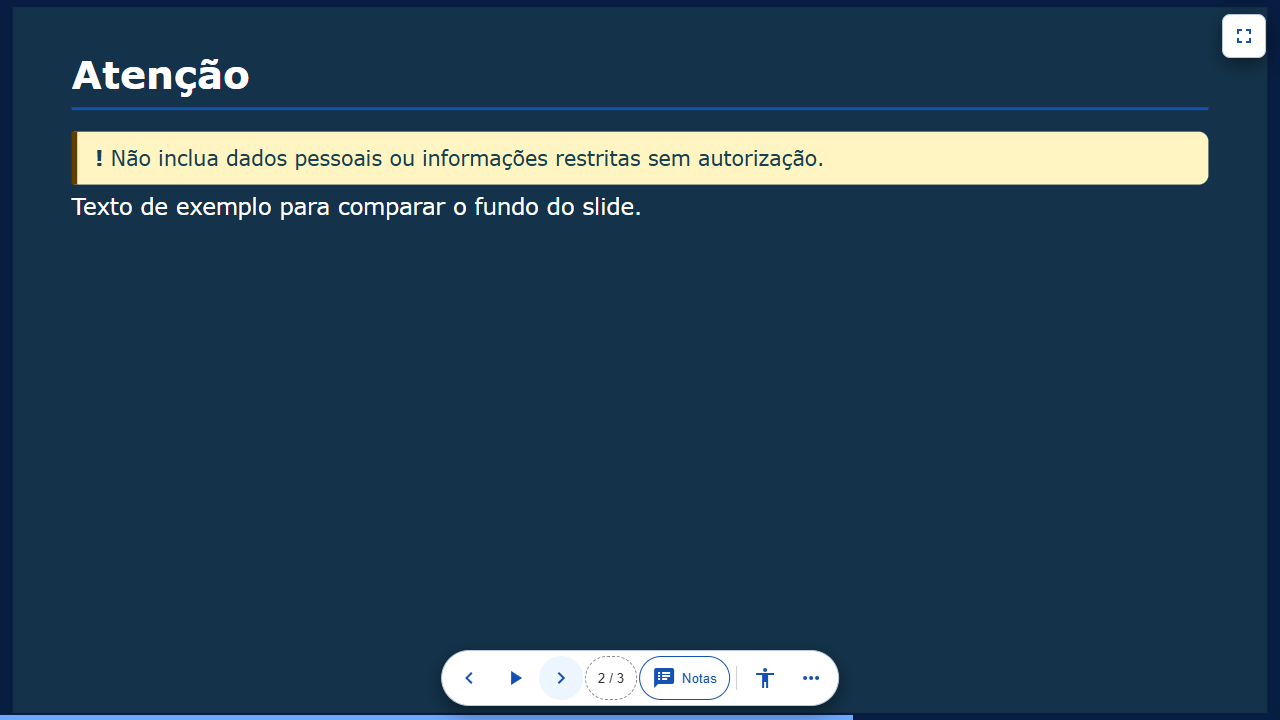 Atenção
! Não inclua dados pessoais ou informações restritas sem autorização.
Texto de exemplo para comparar o fundo do slide.
2 / 3
Notas